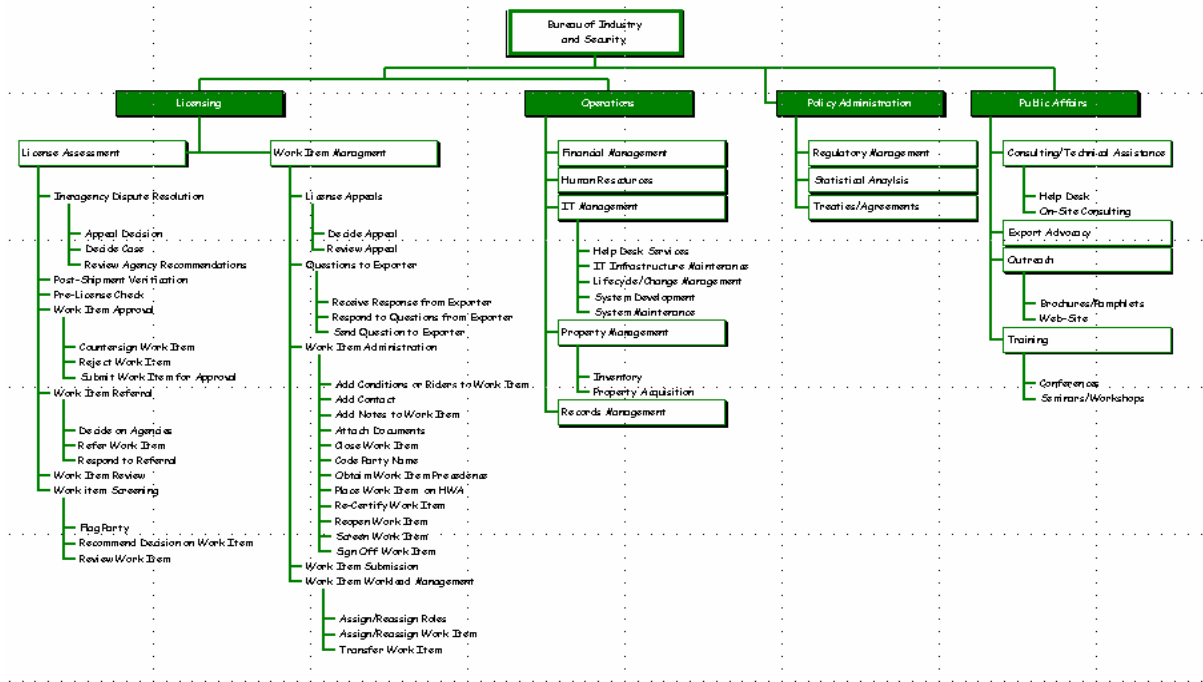 Bureau of Industry
and Security
Licensing
Operations
Policy Administration
Public Affairs
License Assessment
Ineragency Dispute Resolution
Appeal Decision
Decide Case
Review Agency Recommendations
Post-Shipment Verification
Pre-License Check
Work Item Approval
Countersign Work Item
Reject Work Item
Submit Work Item for Approval
Work Item Referral
Decide on Agencies
Refer Work Item
Respond to Referral
Work Item Review
Work item Screening
Flag Party
Recommend Decision on Work Item
Review Work Item
Work Item Managment
License Appeals
Decide Appeal
Review Appeal
Questions to Exporter
Receive Response from Exporter
Respond to Questions from Exporter
Send Question to Exporter
Work Item Administration
Add Conditions or Riders to Work Item
Add Contact
Add Notes to Work Item
Attach Documents
Close Work Item
Code Party Name
Obtain Work Item Precedence
Place Work Item on HWA
Re-Certify Work Item
Reopen Work Item
Screen Work Item
Sign Off Work Item
Work Item Submission
Work Item Workload Management
Assign/Reassign Roles
Assign/Reassign Work Item
Transfer Work Item
Financial Management
Human Resources
IT Management
Help Desk Services
IT Infrastructure Maintenance
Lifecycle/Change Management
System Development
System Maintenance
Property Management
Inventory
Property Acquisition
Records Management
Regulatory Management
Statistical Anaylsis
Treaties/Agreements
Consulting/Technical Assistance
Help Desk
On-Site Consulting
Export Advocacy
Outreach
Brochures/Pamphlets
Web-Site
Training
Conferences
Seminars/Workshops